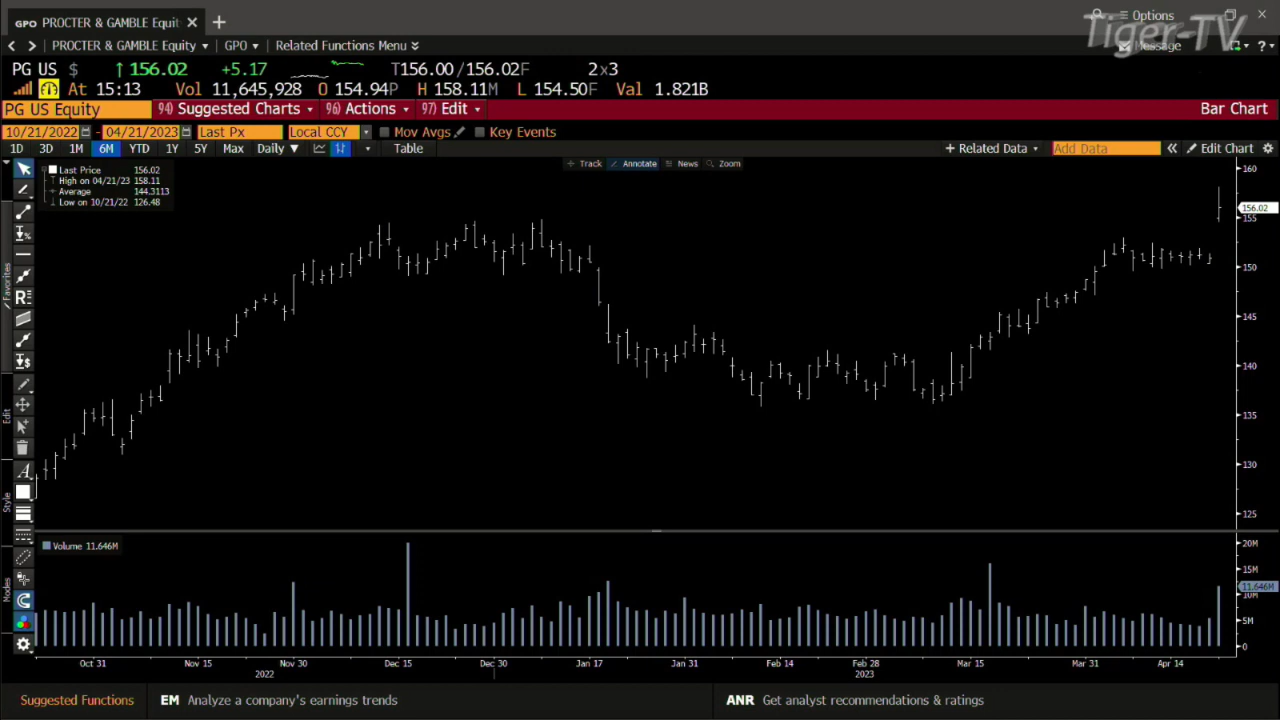 GPO PROCTER & GAMBLE Equit ✕ +
Options
Tiger-TV
< > PROCTER & GAMBLE Equity ▾ GPO ▾ Related Functions Menu
Message
?
PG US $ ↑ 156.02 +5.17 T156.00 /156.02F 2x3
At 15:13 Vol 11,645,928 O 154.94P H 158.11M L 154.50F Val 1.821B
PG US Equity 94) Suggested Charts 96) Actions 97) Edit Bar Chart
10/21/2022 - 04/21/2023 Last Px Local CCY Mov Avgs Key Events
1D 3D 1M 6M YTD 1Y 5Y Max Daily ▼ Table + Related Data Add Data « Edit Chart
Track Annotate News Zoom
Last Price 156.02
High on 04/21/23 158.11
Average 144.3113
Low on 10/21/22 126.48
160
156.02
155
150
145
140
135
130
125
Favorites
Edit
Style
Modes
Volume 11.646M
20M
15M
11.646M
10M
5M
0
Oct 31 Nov 15 Nov 30 Dec 15 Dec 30 Jan 17 Jan 31 Feb 14 Feb 28 Mar 15 Mar 31 Apr 14
2022 2023
Suggested Functions EM Analyze a company's earnings trends ANR Get analyst recommendations & ratings